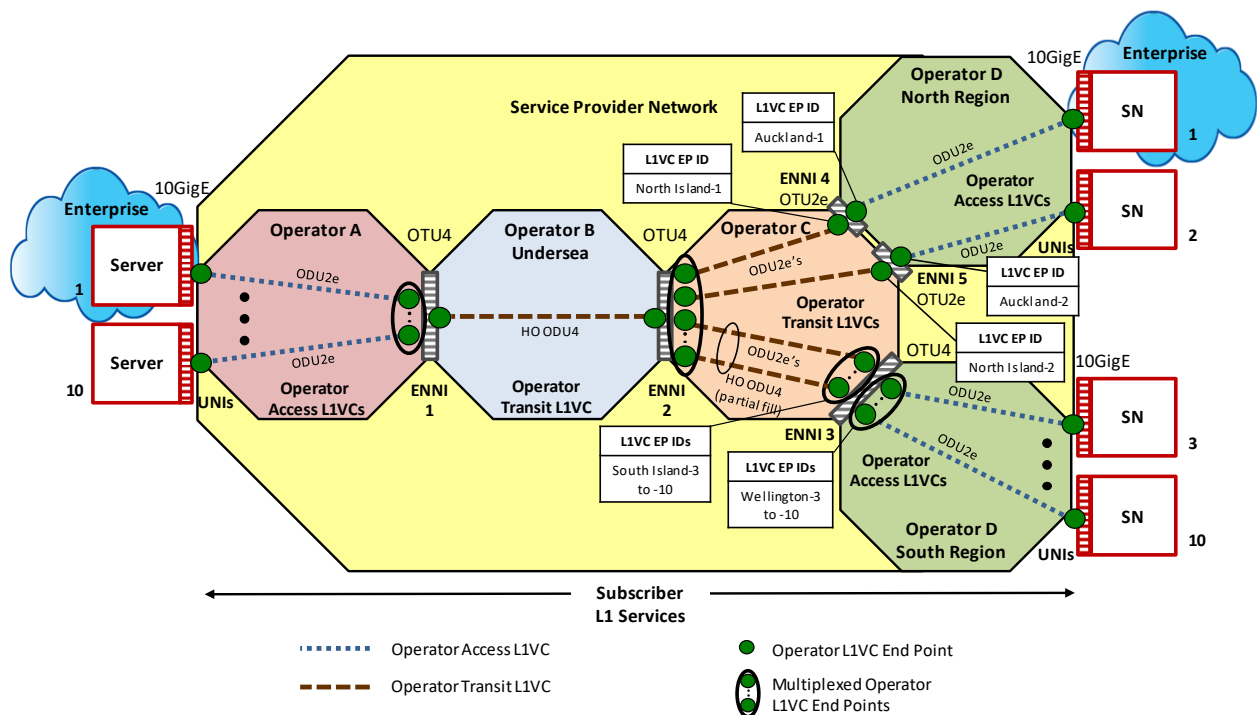 Enterprise
10GigE
Server
1
Server
10
UNIs
Service Provider Network
Operator A
ODU2e
ODU2e
Operator
Access L1VCs
OTU4
ENNI
1
Operator B
Undersea
HO ODU4
Operator
Transit L1VC
OTU4
ENNI
2
Operator C
ODU2e's
Operator
Transit L1VCs
ODU2e's
HO ODU4
(partial fill)
L1VC EP ID
Auckland-1
L1VC EP ID
North Island-1
ENNI 4
OTU2e
ENNI 5
OTU2e
L1VC EP ID
Auckland-2
L1VC EP ID
North Island-2
OTU4
ENNI 3
L1VC EP IDs
South Island-3
to -10
L1VC EP IDs
Wellington-3
to -10
Operator D
North Region
ODU2e
Operator
Access L1VCs
ODU2e
UNIs
10GigE
Enterprise
SN
1
SN
2
ODU2e
Operator
Access L1VCs
ODU2e
Operator D
South Region
UNIs
10GigE
SN
3
SN
10
Subscriber
L1 Services
Operator Access L1VC
Operator Transit L1VC
Operator L1VC End Point
Multiplexed Operator
L1VC End Points